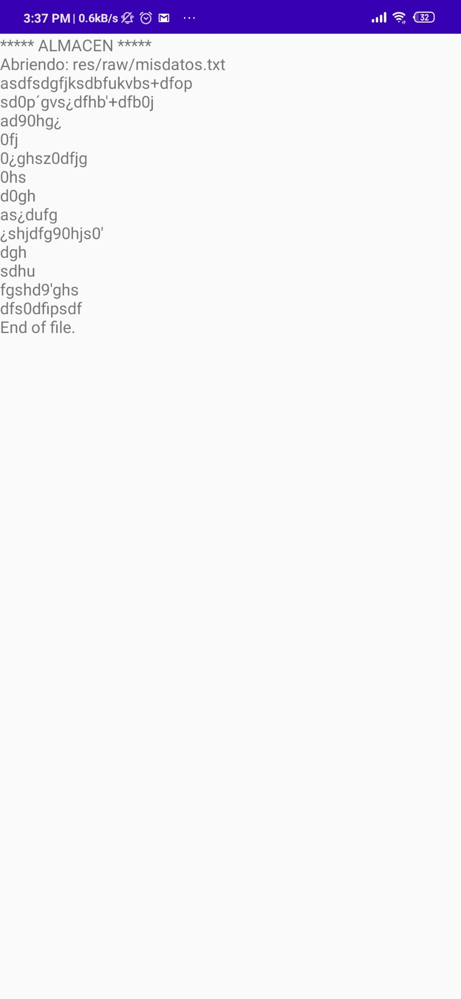 3:37 PM | 0.6kB/s ... 32
***** ALMACEN *****
Abriendo: res/raw/misdatos.txt
asdfsdgfjksdbfukvbs+dfop
sd0p´gvs¿dfhb'+dfb0j
ad90hg¿
0fj
0¿ghsz0dfjg
0hs
d0gh
as¿dufg
¿shjdfg90hjs0'
dgh
sdhu
fgshd9'ghs
dfs0dfipsdf
End of file.